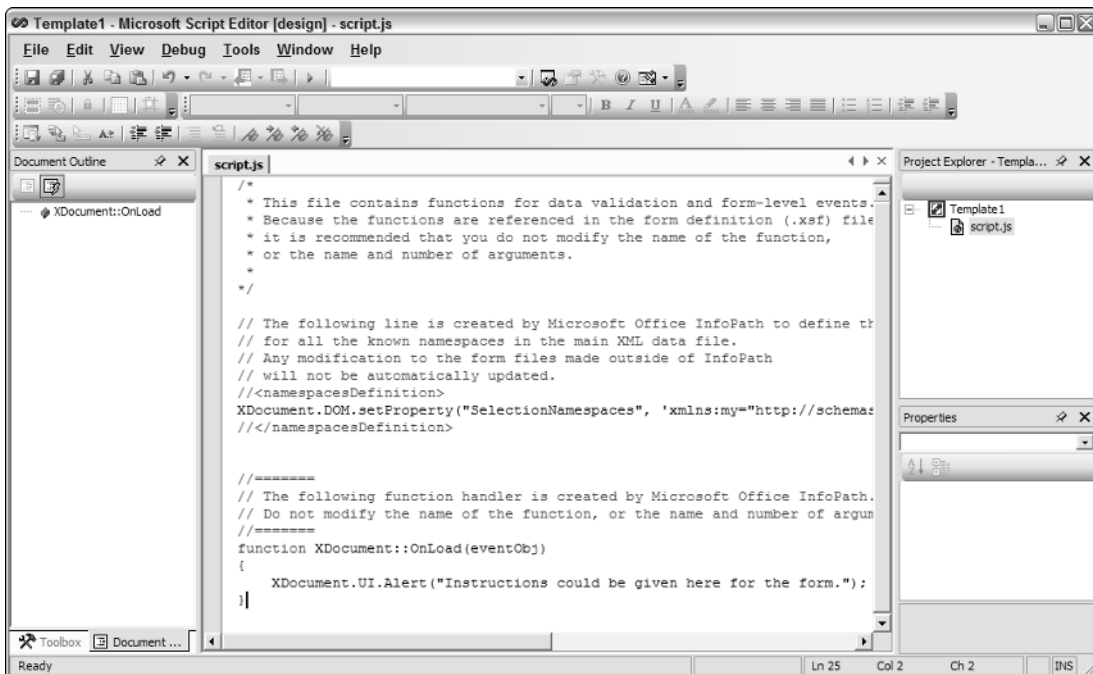 Template1 - Microsoft Script Editor [design] - script.js
File Edit View Debug Tools Window Help
B I U A
Document Outline
XDocument::OnLoad
Toolbox Document ...
script.js
/*
* This file contains functions for data validation and form-level events.
* Because the functions are referenced in the form definition (.xsf) file
* it is recommended that you do not modify the name of the function,
* or the name and number of arguments.
*
*/
// The following line is created by Microsoft Office InfoPath to define th
// for all the known namespaces in the main XML data file.
// Any modification to the form files made outside of InfoPath
// will not be automatically updated.
//<namespacesDefinition>
XDocument.DOM.setProperty("SelectionNamespaces", 'xmlns:my="http://schemas
//</namespacesDefinition>
//=======
// The following function handler is created by Microsoft Office InfoPath.
// Do not modify the name of the function, or the name and number of argum
//=======
function XDocument::OnLoad(eventObj)
{
XDocument.UI.Alert("Instructions could be given here for the form.");
}
Project Explorer - Templa...
Template1
script.js
Properties
Ready Ln 25 Col 2 Ch 2 INS